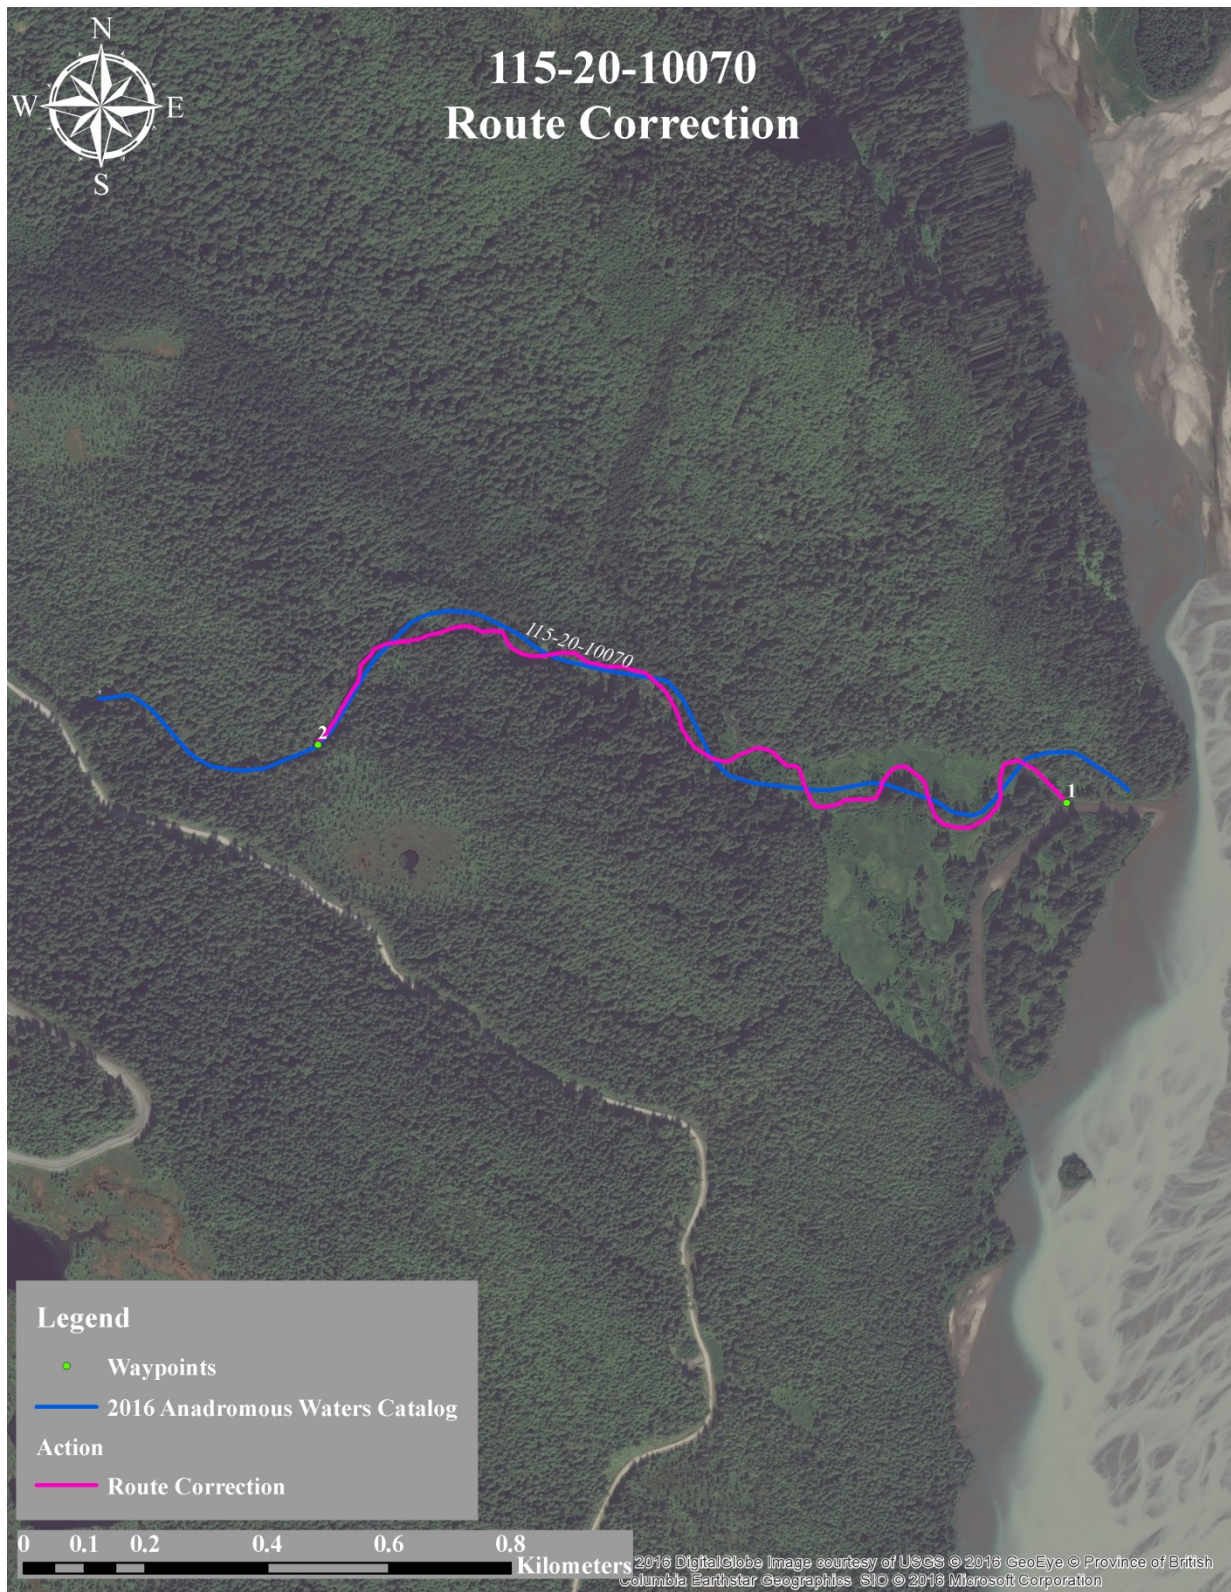 N
W E
S
115-20-10070
Route Correction
115-20-10070
2
1
Legend
Waypoints
2016 Anadromous Waters Catalog
Action
Route Correction
0 0.1 0.2 0.4 0.6 0.8
Kilometers
2016 DigitalGlobe Image courtesy of USGS © 2016 GeoEye © Province of British
Columbia Earthstar Geographics SIO © 2016 Microsoft Corporation